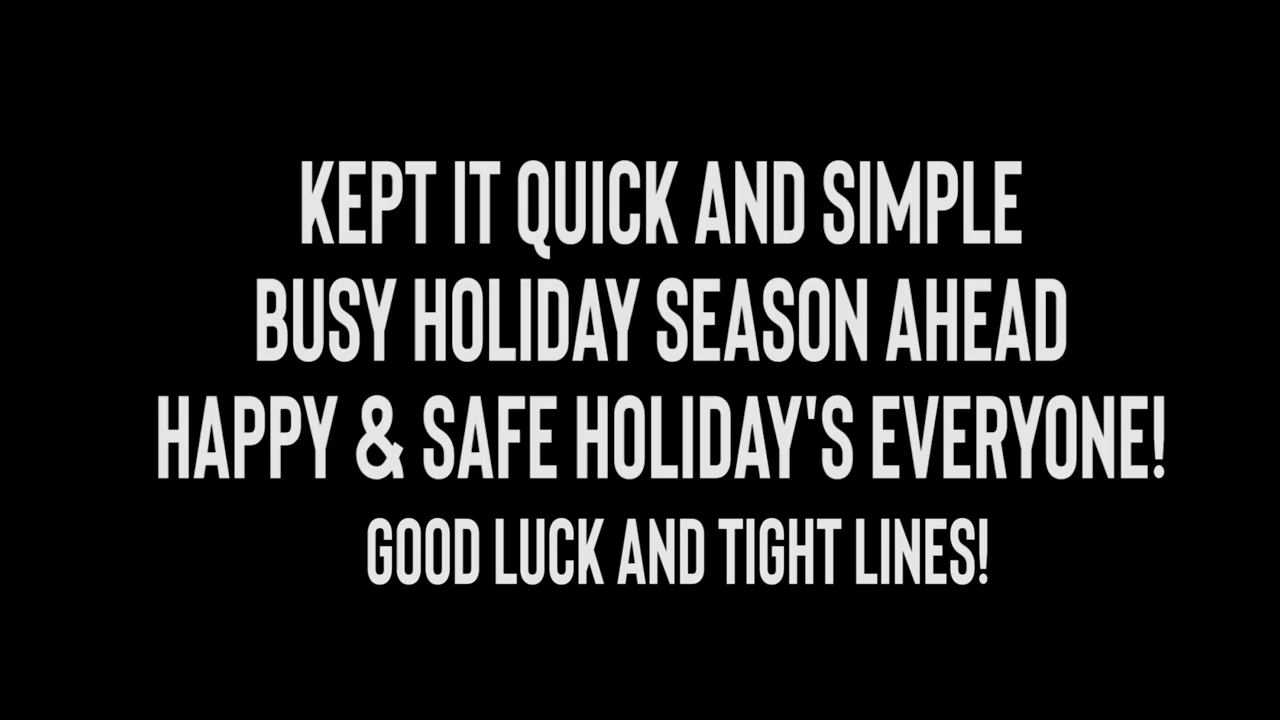 KEPT IT QUICK AND SIMPLE
BUSY HOLIDAY SEASON AHEAD
HAPPY & SAFE HOLIDAY'S EVERYONE!
GOOD LUCK AND TIGHT LINES!